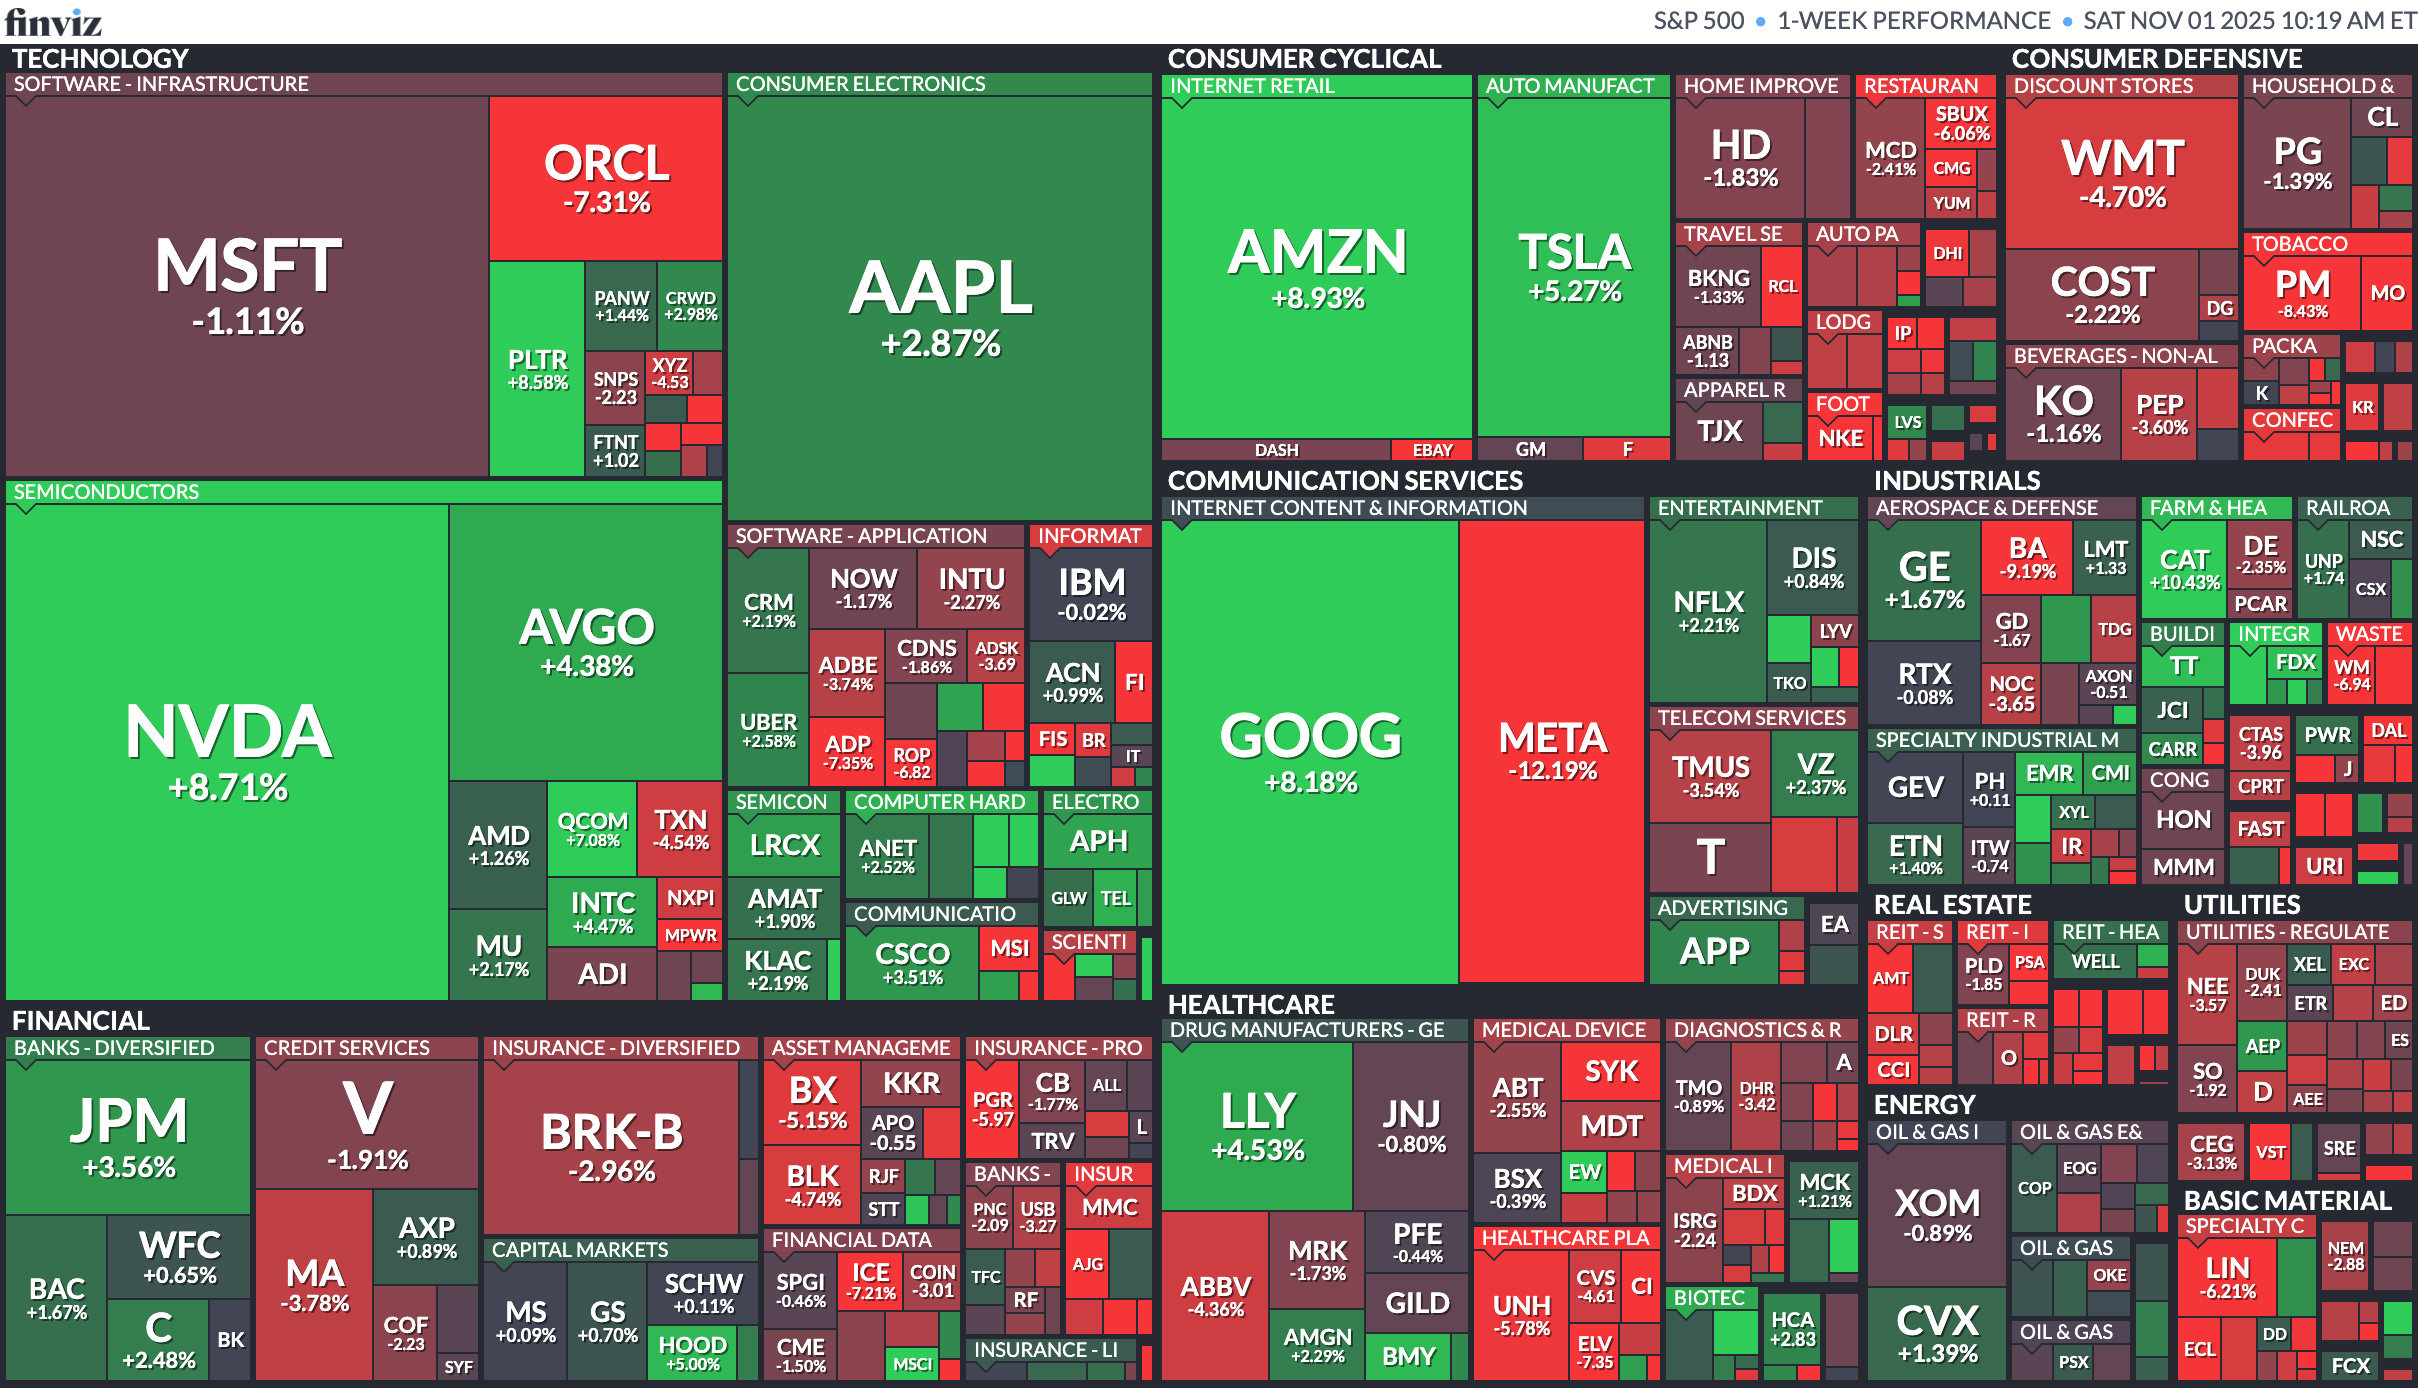 finviz
S&P 500 • 1-WEEK PERFORMANCE • SAT NOV 01 2025 10:19 AM ET
TECHNOLOGY
SOFTWARE - INFRASTRUCTURE
MSFT
-1.11%
ORCL
-7.31%
PLTR
+8.58%
PANW
+1.44%
CRWD
+2.98%
SNPS
-2.23
XYZ
-4.53
FTNT
+1.02
CONSUMER ELECTRONICS
AAPL
+2.87%
SEMICONDUCTORS
NVDA
+8.71%
AVGO
+4.38%
AMD
+1.26%
MU
+2.17%
QCOM
+7.08%
TXN
-4.54%
INTC
+4.47%
NXPI
MPWR
ADI
SOFTWARE - APPLICATION
CRM
+2.19%
NOW
-1.17%
INTU
-2.27%
UBER
+2.58%
ADBE
-3.74%
CDNS
-1.86%
ADSK
-3.69
ADP
-7.35%
ROP
-6.82
INFORMAT
IBM
-0.02%
ACN
+0.99%
FI
FIS
BR
IT
SEMICON
LRCX
AMAT
+1.90%
KLAC
+2.19%
COMPUTER HARD
ANET
+2.52%
ELECTRO
APH
GLW
TEL
COMMUNICATIO
CSCO
+3.51%
MSI
SCIENTI
CONSUMER CYCLICAL
INTERNET RETAIL
AMZN
+8.93%
DASH
EBAY
AUTO MANUFACT
TSLA
+5.27%
GM
F
HOME IMPROVE
HD
-1.83%
RESTAURAN
MCD
-2.41%
SBUX
-6.06%
CMG
YUM
TRAVEL SE
BKNG
-1.33%
RCL
ABNB
-1.13
AUTO PA
DHI
LODG
IP
APPAREL R
TJX
FOOT
NKE
LVS
CONSUMER DEFENSIVE
DISCOUNT STORES
WMT
-4.70%
COST
-2.22%
DG
HOUSEHOLD &
PG
-1.39%
CL
TOBACCO
PM
-8.43%
MO
BEVERAGES - NON-AL
KO
-1.16%
PEP
-3.60%
PACKA
K
CONFEC
KR
COMMUNICATION SERVICES
INTERNET CONTENT & INFORMATION
GOOG
+8.18%
META
-12.19%
ENTERTAINMENT
NFLX
+2.21%
DIS
+0.84%
LYV
TKO
TELECOM SERVICES
TMUS
-3.54%
VZ
+2.37%
T
ADVERTISING
APP
EA
INDUSTRIALS
AEROSPACE & DEFENSE
GE
+1.67%
BA
-9.19%
LMT
+1.33
RTX
-0.08%
GD
-1.67
TDG
NOC
-3.65
AXON
-0.51
FARM & HEA
CAT
+10.43%
DE
-2.35%
PCAR
RAILROA
UNP
+1.74
NSC
CSX
BUILDI
TT
JCI
CARR
INTEGR
FDX
WASTE
WM
-6.94
SPECIALTY INDUSTRIAL M
GEV
PH
+0.11
EMR
CMI
ETN
+1.40%
ITW
-0.74
XYL
IR
CTAS
-3.96
CPRT
PWR
J
DAL
CONG
HON
MMM
FAST
URI
FINANCIAL
BANKS - DIVERSIFIED
JPM
+3.56%
BAC
+1.67%
WFC
+0.65%
C
+2.48%
BK
CREDIT SERVICES
V
-1.91%
MA
-3.78%
AXP
+0.89%
COF
-2.23
SYF
INSURANCE - DIVERSIFIED
BRK-B
-2.96%
CAPITAL MARKETS
MS
+0.09%
GS
+0.70%
SCHW
+0.11%
HOOD
+5.00%
ASSET MANAGEME
BX
-5.15%
KKR
APO
-0.55
BLK
-4.74%
RJF
STT
FINANCIAL DATA
SPGI
-0.46%
ICE
-7.21%
COIN
-3.01
CME
-1.50%
MSCI
INSURANCE - PRO
PGR
-5.97
CB
-1.77%
ALL
TRV
L
BANKS -
PNC
-2.09
USB
-3.27
TFC
RF
INSUR
MMC
AJG
INSURANCE - LI
HEALTHCARE
DRUG MANUFACTURERS - GE
LLY
+4.53%
JNJ
-0.80%
ABBV
-4.36%
MRK
-1.73%
PFE
-0.44%
AMGN
+2.29%
GILD
BMY
MEDICAL DEVICE
ABT
-2.55%
SYK
MDT
BSX
-0.39%
EW
HEALTHCARE PLA
UNH
-5.78%
CVS
-4.61
CI
ELV
-7.35
DIAGNOSTICS & R
TMO
-0.89%
DHR
-3.42
A
MEDICAL I
ISRG
-2.24
BDX
MCK
+1.21%
BIOTEC
HCA
+2.83
REAL ESTATE
REIT - S
AMT
DLR
CCI
REIT - I
PLD
-1.85
PSA
REIT - HEA
WELL
REIT - R
O
UTILITIES
UTILITIES - REGULATE
NEE
-3.57
DUK
-2.41
XEL
EXC
ETR
ED
SO
-1.92
AEP
ES
D
AEE
CEG
-3.13%
VST
SRE
ENERGY
OIL & GAS I
XOM
-0.89%
CVX
+1.39%
OIL & GAS E&
COP
EOG
OIL & GAS
OKE
OIL & GAS
PSX
BASIC MATERIAL
SPECIALTY C
LIN
-6.21%
ECL
DD
NEM
-2.88
FCX